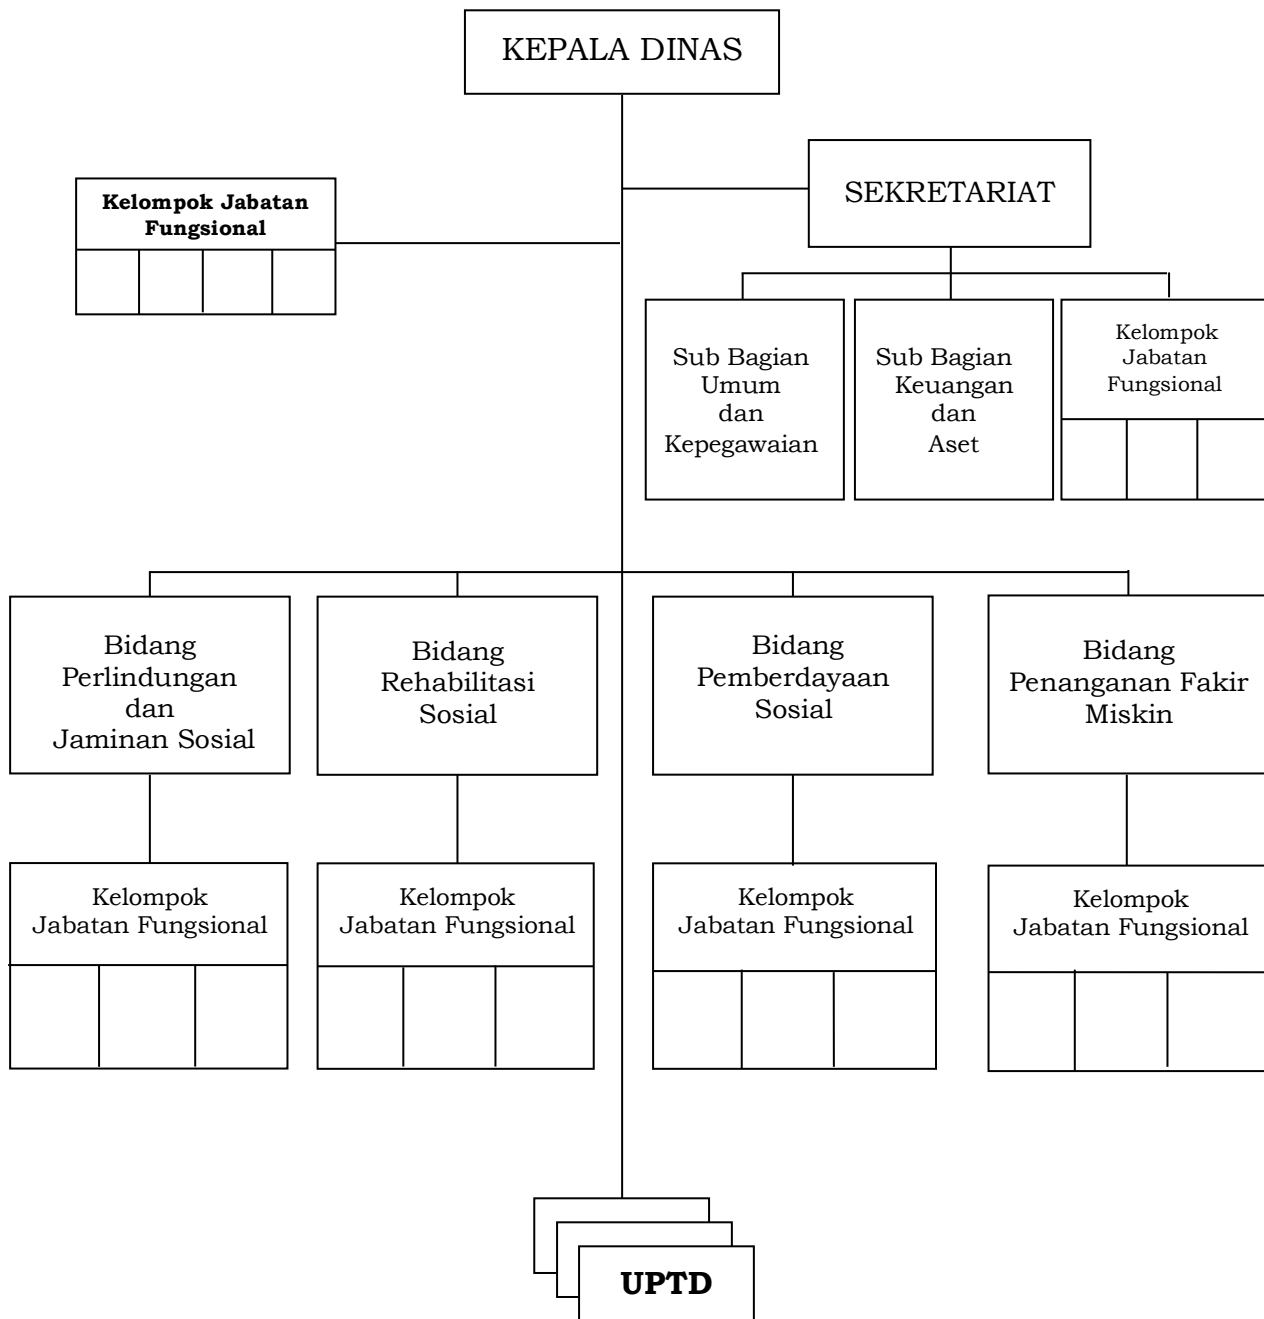 KEPALA DINAS
SEKRETARIAT
Kelompok Jabatan
Fungsional
Sub Bagian
Umum
dan
Kepegawaian
Sub Bagian
Keuangan
dan
Aset
Kelompok
Jabatan
Fungsional
Bidang
Perlindungan
dan
Jaminan Sosial
Bidang
Rehabilitasi
Sosial
Bidang
Pemberdayaan
Sosial
Bidang
Penanganan Fakir
Miskin
Kelompok
Jabatan Fungsional
Kelompok
Jabatan Fungsional
Kelompok
Jabatan Fungsional
Kelompok
Jabatan Fungsional
UPTD